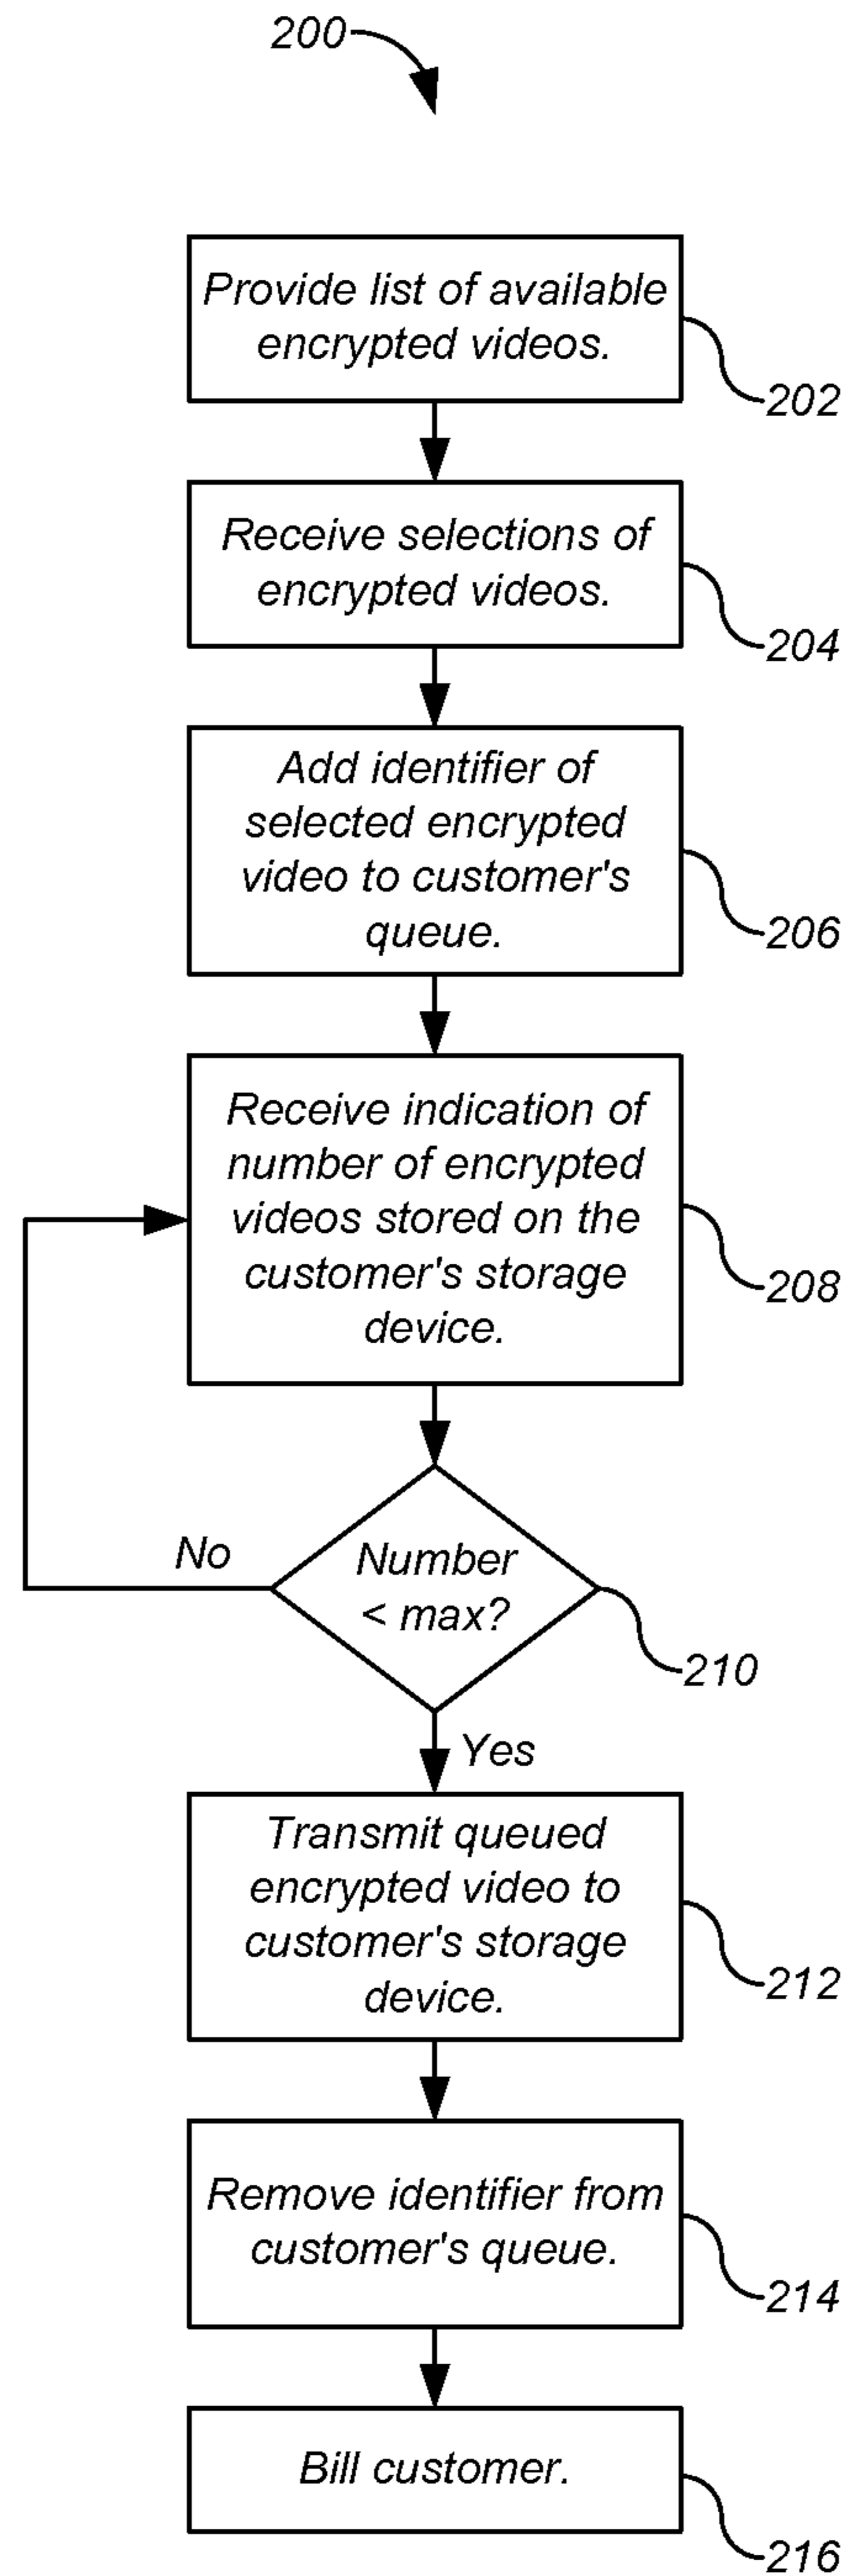 200
Provide list of available
encrypted videos.
202
Receive selections of
encrypted videos.
204
Add identifier of
selected encrypted
video to customer's
queue.
206
Receive indication of
number of encrypted
videos stored on the
customer's storage
device.
208
No
Number
< max?
210
Yes
Transmit queued
encrypted video to
customer's storage
device.
212
Remove identifier from
customer's queue.
214
Bill customer.
216